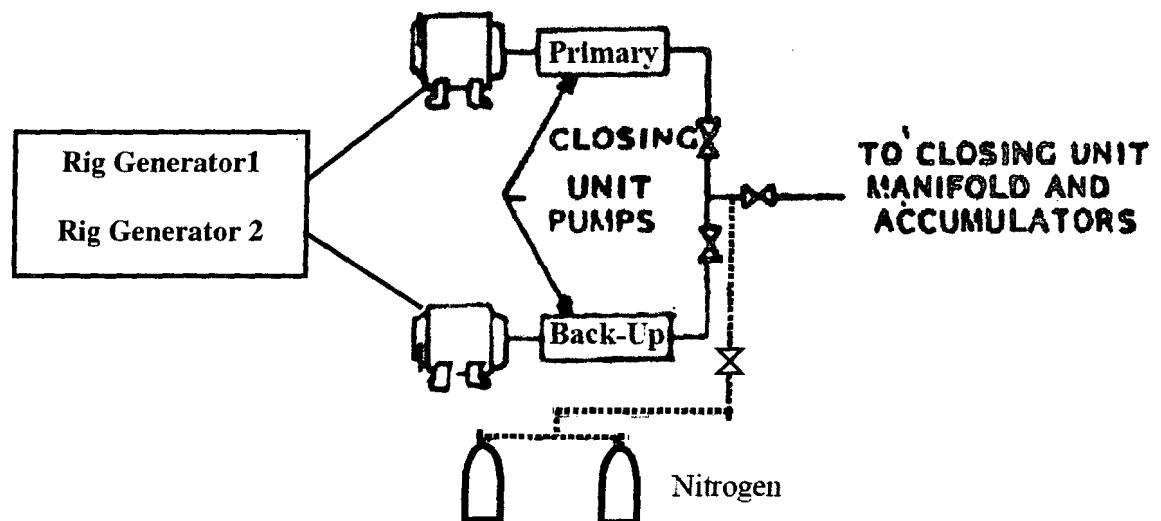 Primary
Rig Generator1
Rig Generator 2
CLOSING
UNIT
PUMPS
TO CLOSING UNIT
MANIFOLD AND
ACCUMULATORS
Back-Up
Nitrogen